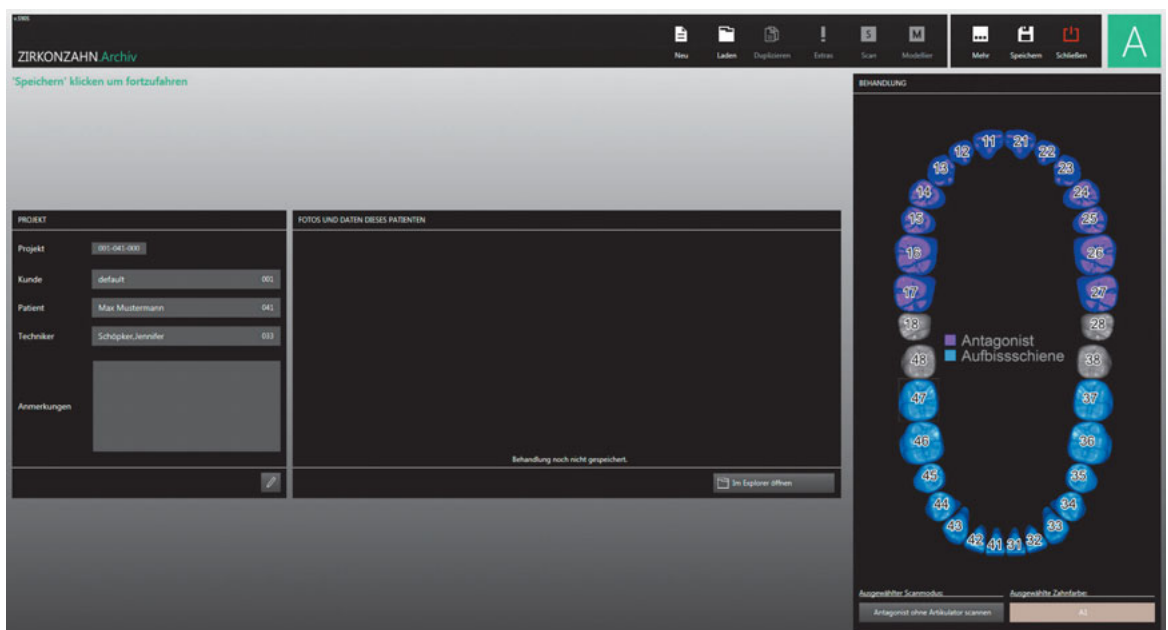 v.5905
ZIRKONZAHN.Archiv
Neu Laden Duplizieren Extras Scan Modellier Mehr Speichern Schließen
S M A
'Speichern' klicken um fortzufahren
BEHANDLUNG
PROJEKT
FOTOS UND DATEN DIESES PATIENTEN
Projekt 001-041-000
Kunde default 001
Patient Max Mustermann 041
Techniker Schöpker,Jennifer 033
Anmerkungen
Behandlung noch nicht gespeichert.
Im Explorer öffnen
11 21
12 22
13 23
14 24
15 25
16 26
17 27
18 28
Antagonist
Aufbissschiene
48 38
47 37
46 36
45 35
44 34
43 33
42 41 31 32
Ausgewählter Scanmodus: Ausgewählte Zahnfarbe:
Antagonist ohne Artikulator scannen A1